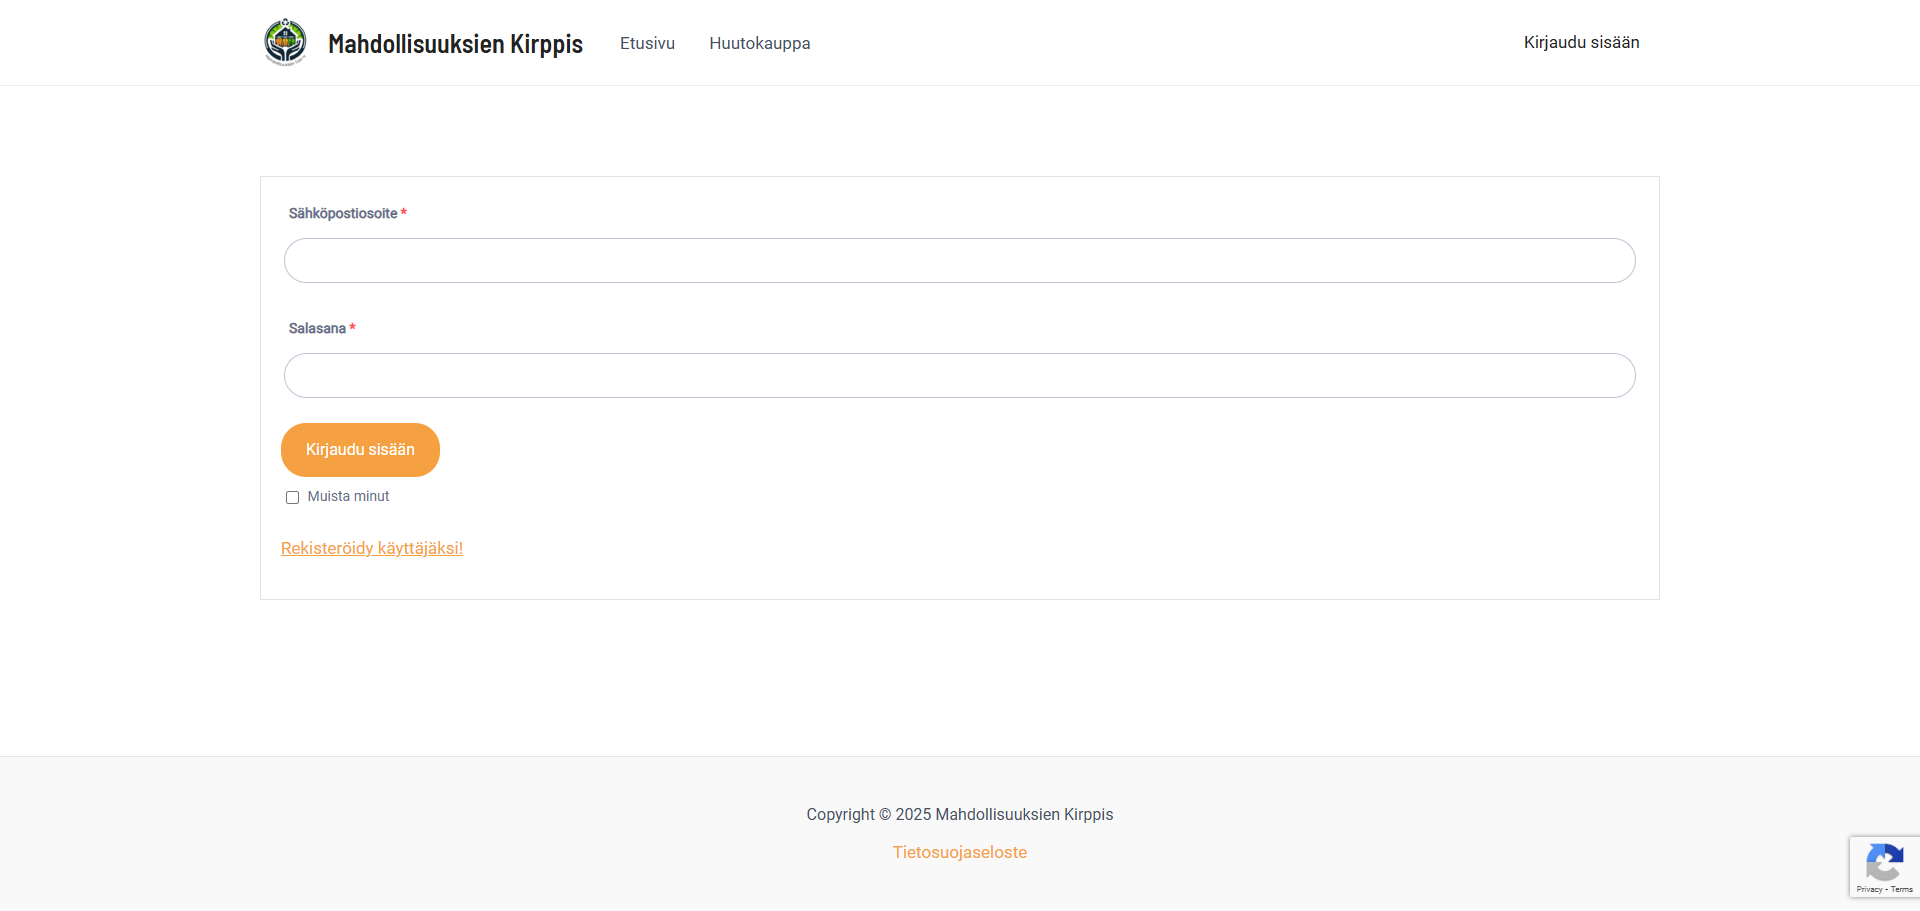 Mahdollisuuksien Kirppis
Etusivu
Huutokauppa
Kirjaudu sisään
Sähköpostiosoite *
Salasana *
Kirjaudu sisään
Muista minut
Rekisteröidy käyttäjäksi!
Copyright © 2025 Mahdollisuuksien Kirppis
Tietosuojaseloste
Privacy - Terms